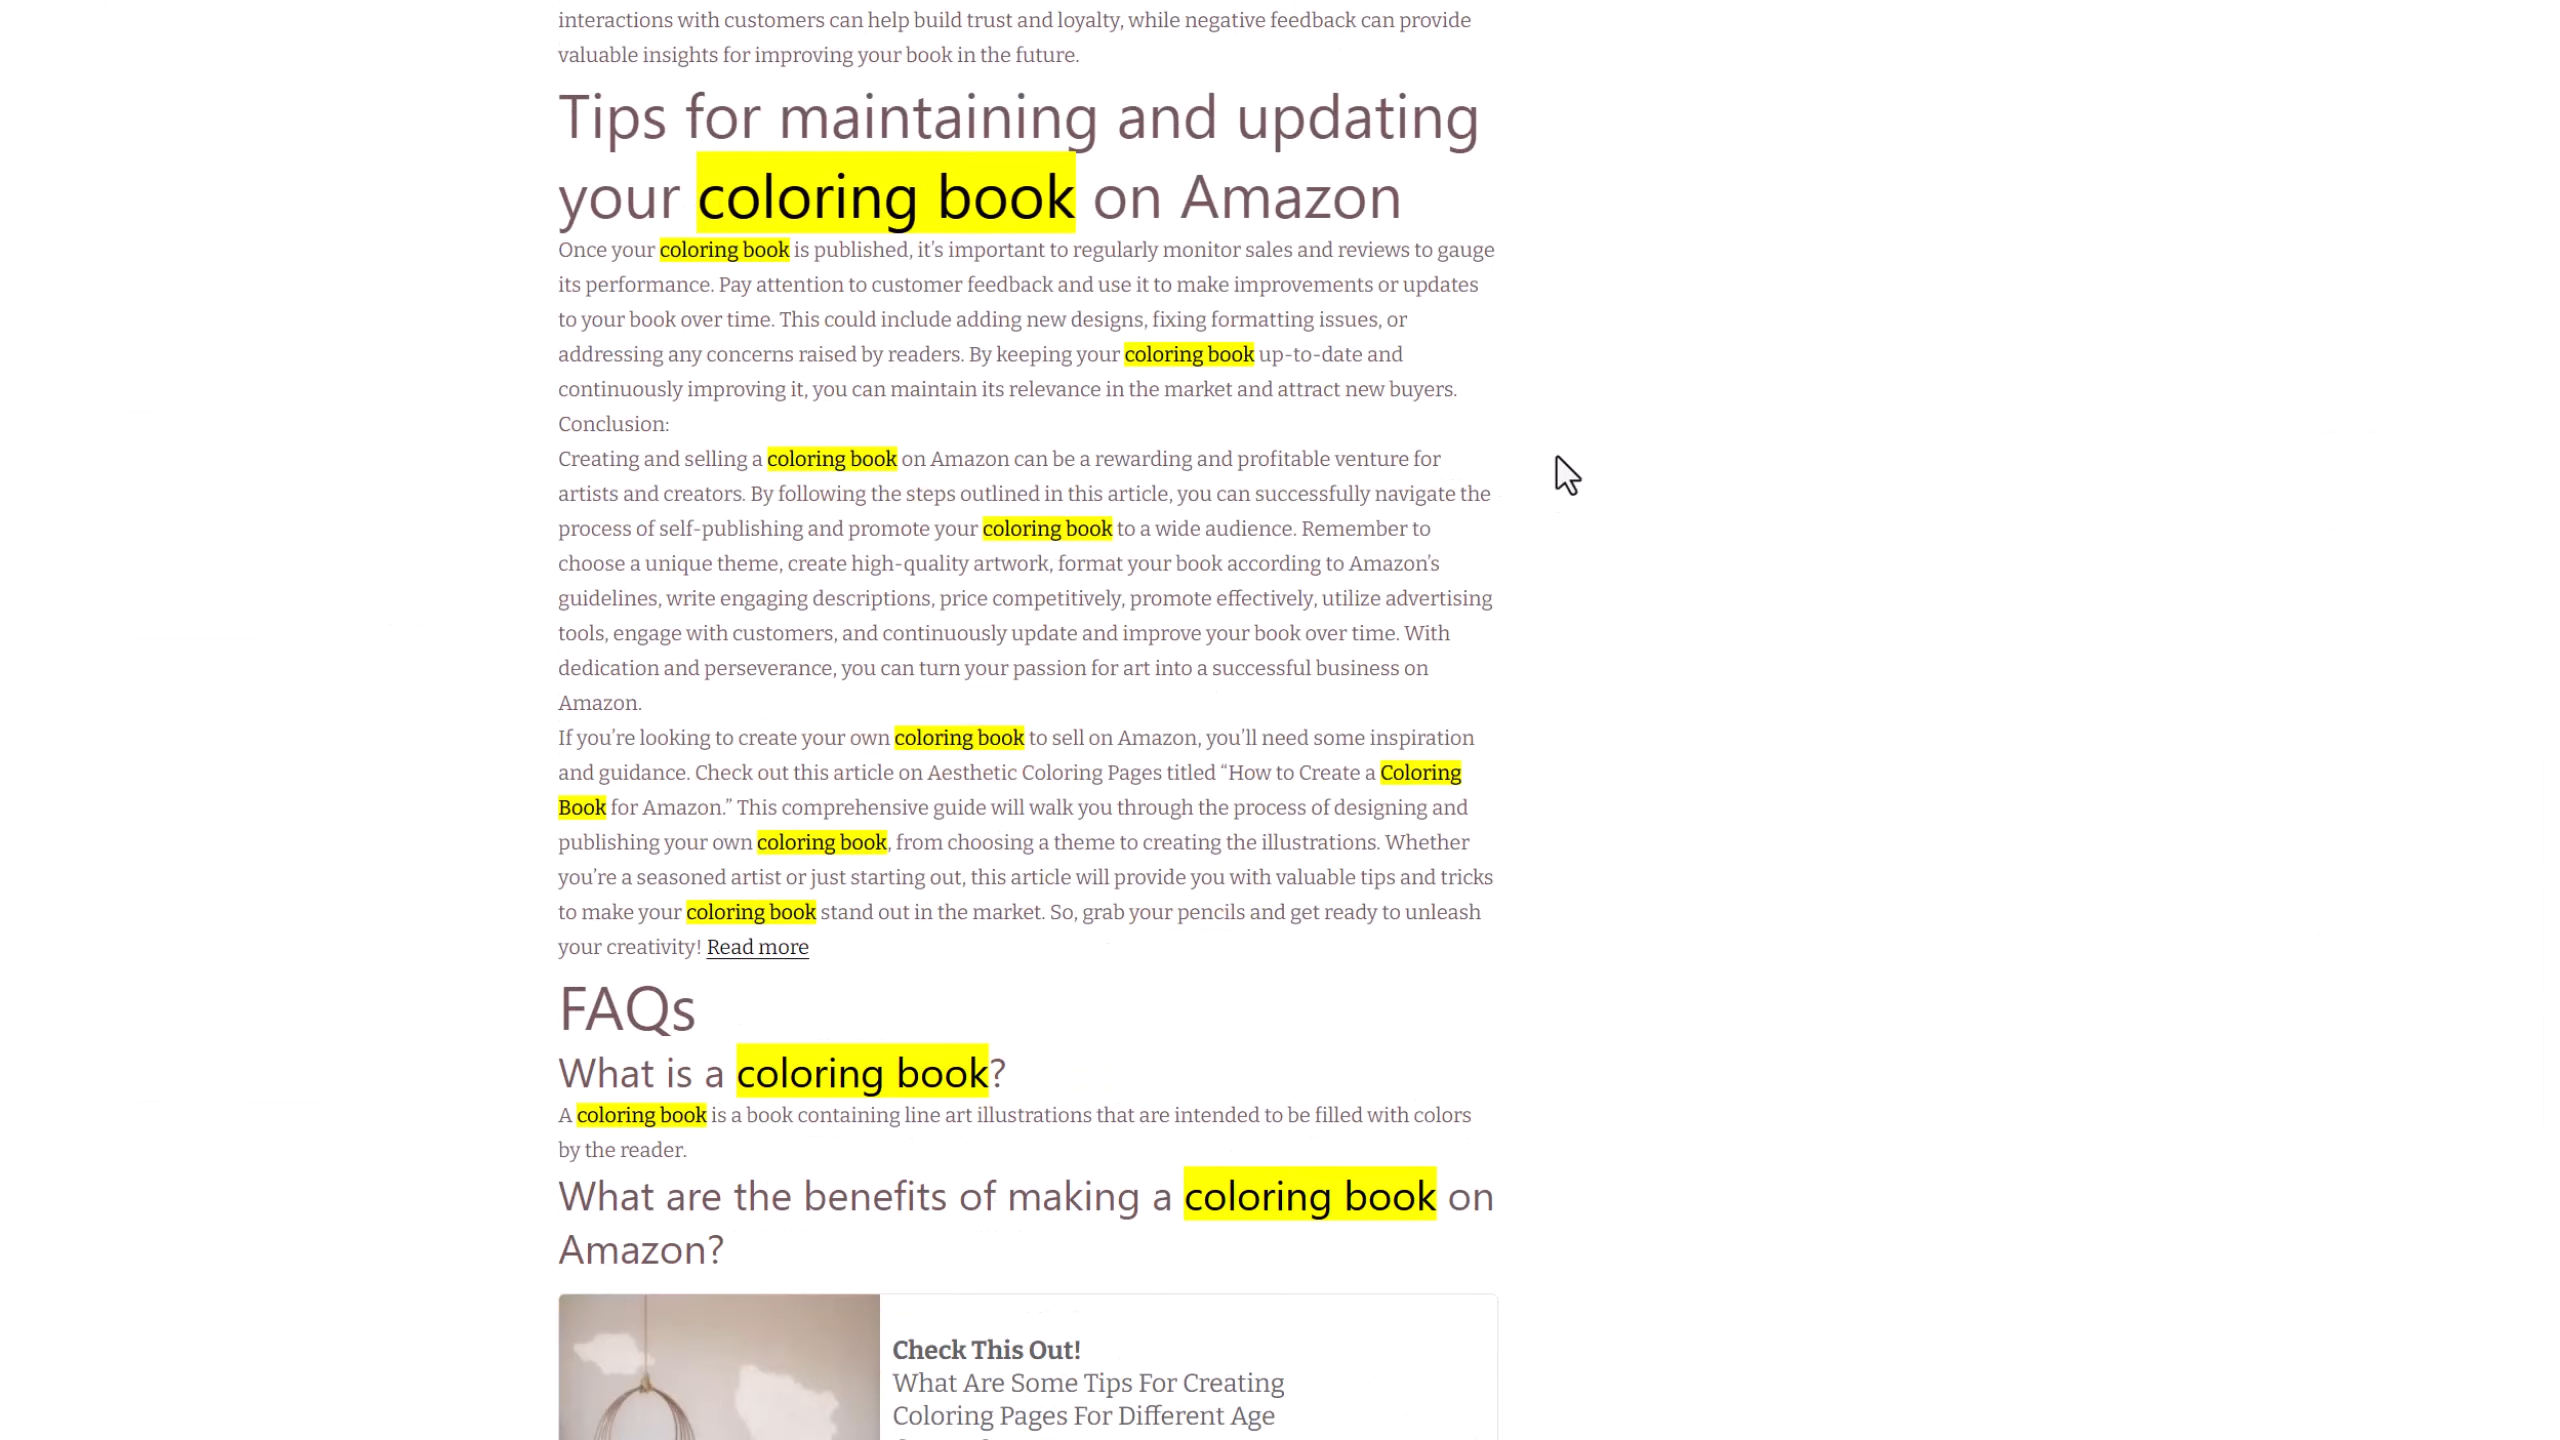 interactions with customers can help build trust and loyalty, while negative feedback can provide
valuable insights for improving your book in the future.
Tips for maintaining and updating
your coloring book on Amazon
Once your coloring book is published, it’s important to regularly monitor sales and reviews to gauge
its performance. Pay attention to customer feedback and use it to make improvements or updates
to your book over time. This could include adding new designs, fixing formatting issues, or
addressing any concerns raised by readers. By keeping your coloring book up-to-date and
continuously improving it, you can maintain its relevance in the market and attract new buyers.
Conclusion:
Creating and selling a coloring book on Amazon can be a rewarding and profitable venture for
artists and creators. By following the steps outlined in this article, you can successfully navigate the
process of self-publishing and promote your coloring book to a wide audience. Remember to
choose a unique theme, create high-quality artwork, format your book according to Amazon’s
guidelines, write engaging descriptions, price competitively, promote effectively, utilize advertising
tools, engage with customers, and continuously update and improve your book over time. With
dedication and perseverance, you can turn your passion for art into a successful business on
Amazon.
If you’re looking to create your own coloring book to sell on Amazon, you’ll need some inspiration
and guidance. Check out this article on Aesthetic Coloring Pages titled “How to Create a Coloring
Book for Amazon.” This comprehensive guide will walk you through the process of designing and
publishing your own coloring book, from choosing a theme to creating the illustrations. Whether
you’re a seasoned artist or just starting out, this article will provide you with valuable tips and tricks
to make your coloring book stand out in the market. So, grab your pencils and get ready to unleash
your creativity! Read more
FAQs
What is a coloring book?
A coloring book is a book containing line art illustrations that are intended to be filled with colors
by the reader.
What are the benefits of making a coloring book on
Amazon?
Check This Out!
What Are Some Tips For Creating
Coloring Pages For Different Age